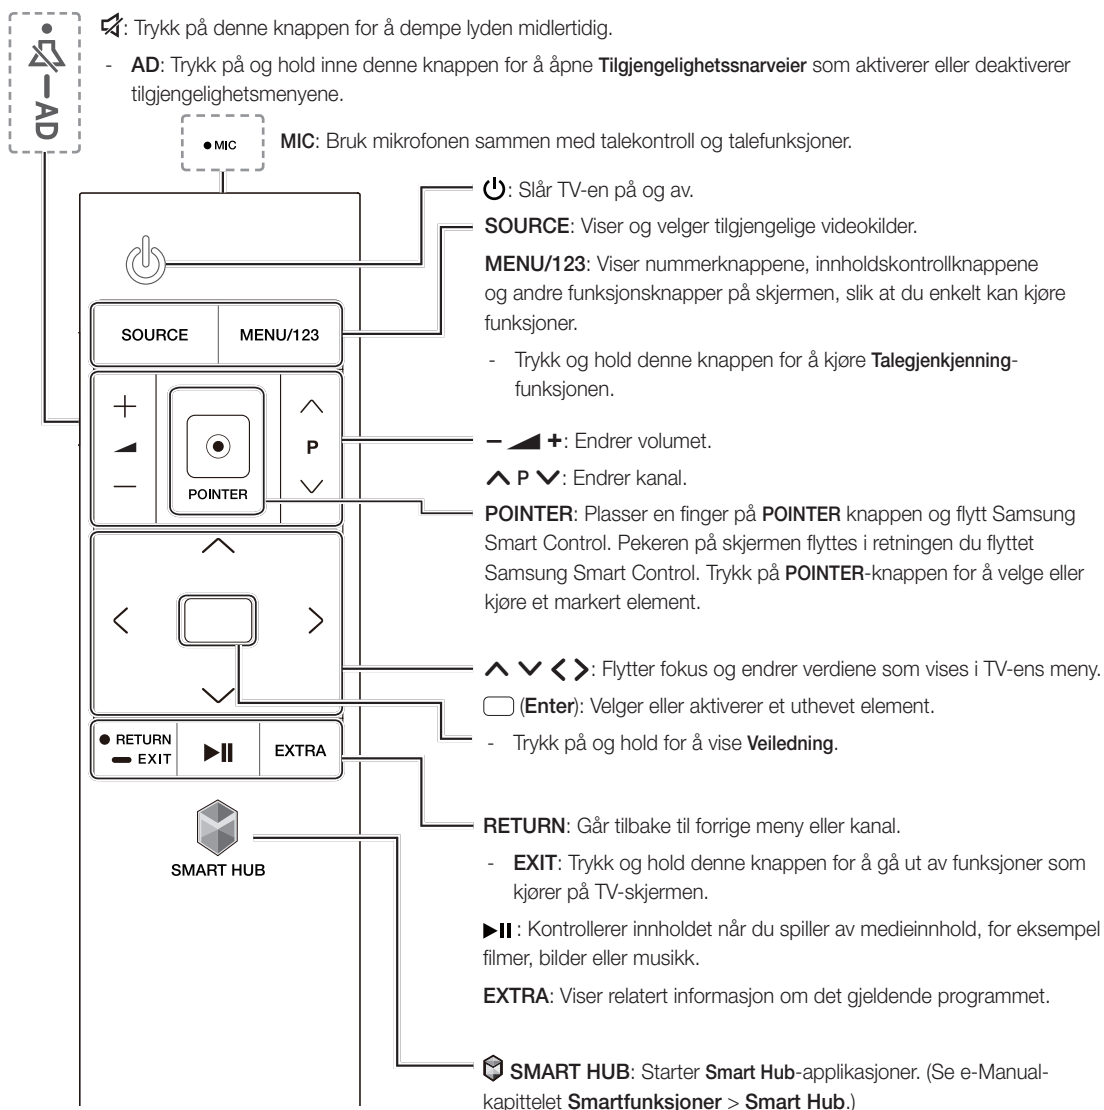 : Trykk på denne knappen for å dempe lyden midlertidig.
- AD: Trykk på og hold inne denne knappen for å åpne Tilgjengelighetssnarveier som aktiverer eller deaktiverer
tilgjengelighetsmenyene.
AD
MIC
MIC: Bruk mikrofonen sammen med talekontroll og talefunksjoner.
: Slår TV-en på og av.
SOURCE: Viser og velger tilgjengelige videokilder.
MENU/123: Viser nummerknappene, innholdskontrollknappene
og andre funksjonsknapper på skjermen, slik at du enkelt kan kjøre
funksjoner.
- Trykk og hold denne knappen for å kjøre Talegjenkjenning-
funksjonen.
SOURCE
MENU/123
+
P
—
POINTER
− +: Endrer volumet.
P : Endrer kanal.
POINTER: Plasser en finger på POINTER knappen og flytt Samsung
Smart Control. Pekeren på skjermen flyttes i retningen du flyttet
Samsung Smart Control. Trykk på POINTER-knappen for å velge eller
kjøre et markert element.
: Flytter fokus og endrer verdiene som vises i TV-ens meny.
(Enter): Velger eller aktiverer et uthevet element.
- Trykk på og hold for å vise Veiledning.
RETURN
EXIT
EXTRA
RETURN: Går tilbake til forrige meny eller kanal.
- EXIT: Trykk og hold denne knappen for å gå ut av funksjoner som
kjører på TV-skjermen.
: Kontrollerer innholdet når du spiller av medieinnhold, for eksempel
filmer, bilder eller musikk.
EXTRA: Viser relatert informasjon om det gjeldende programmet.
SMART HUB
SMART HUB: Starter Smart Hub-applikasjoner. (Se e-Manual-
kapittelet Smartfunksjoner > Smart Hub.)